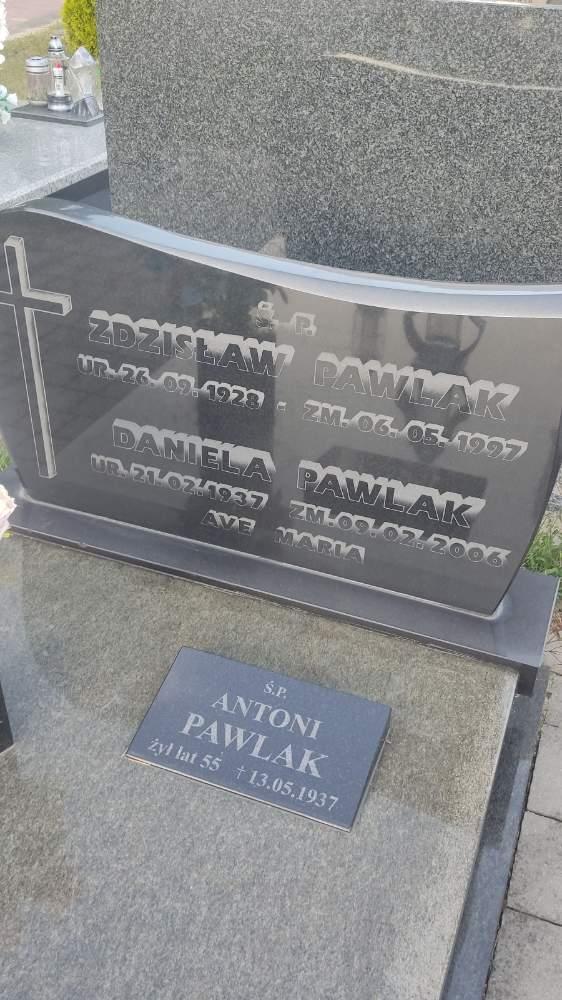 Ś. P.
ZDZISŁAW PAWLAK
UR. 26. 09. 1928 . ZM. 06. 05. 1997
DANIELA PAWLAK
UR. 21. 02. 1937 ZM. 09. 02. 2006
AVE MARIA
Ś.P.
ANTONI
PAWLAK
żył lat 55 † 13.05.1937